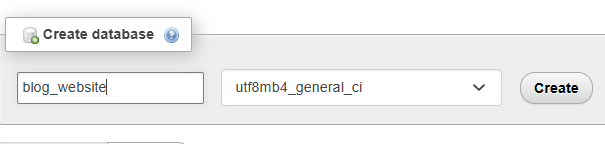 Create database
blog_website
utf8mb4_general_ci
Create